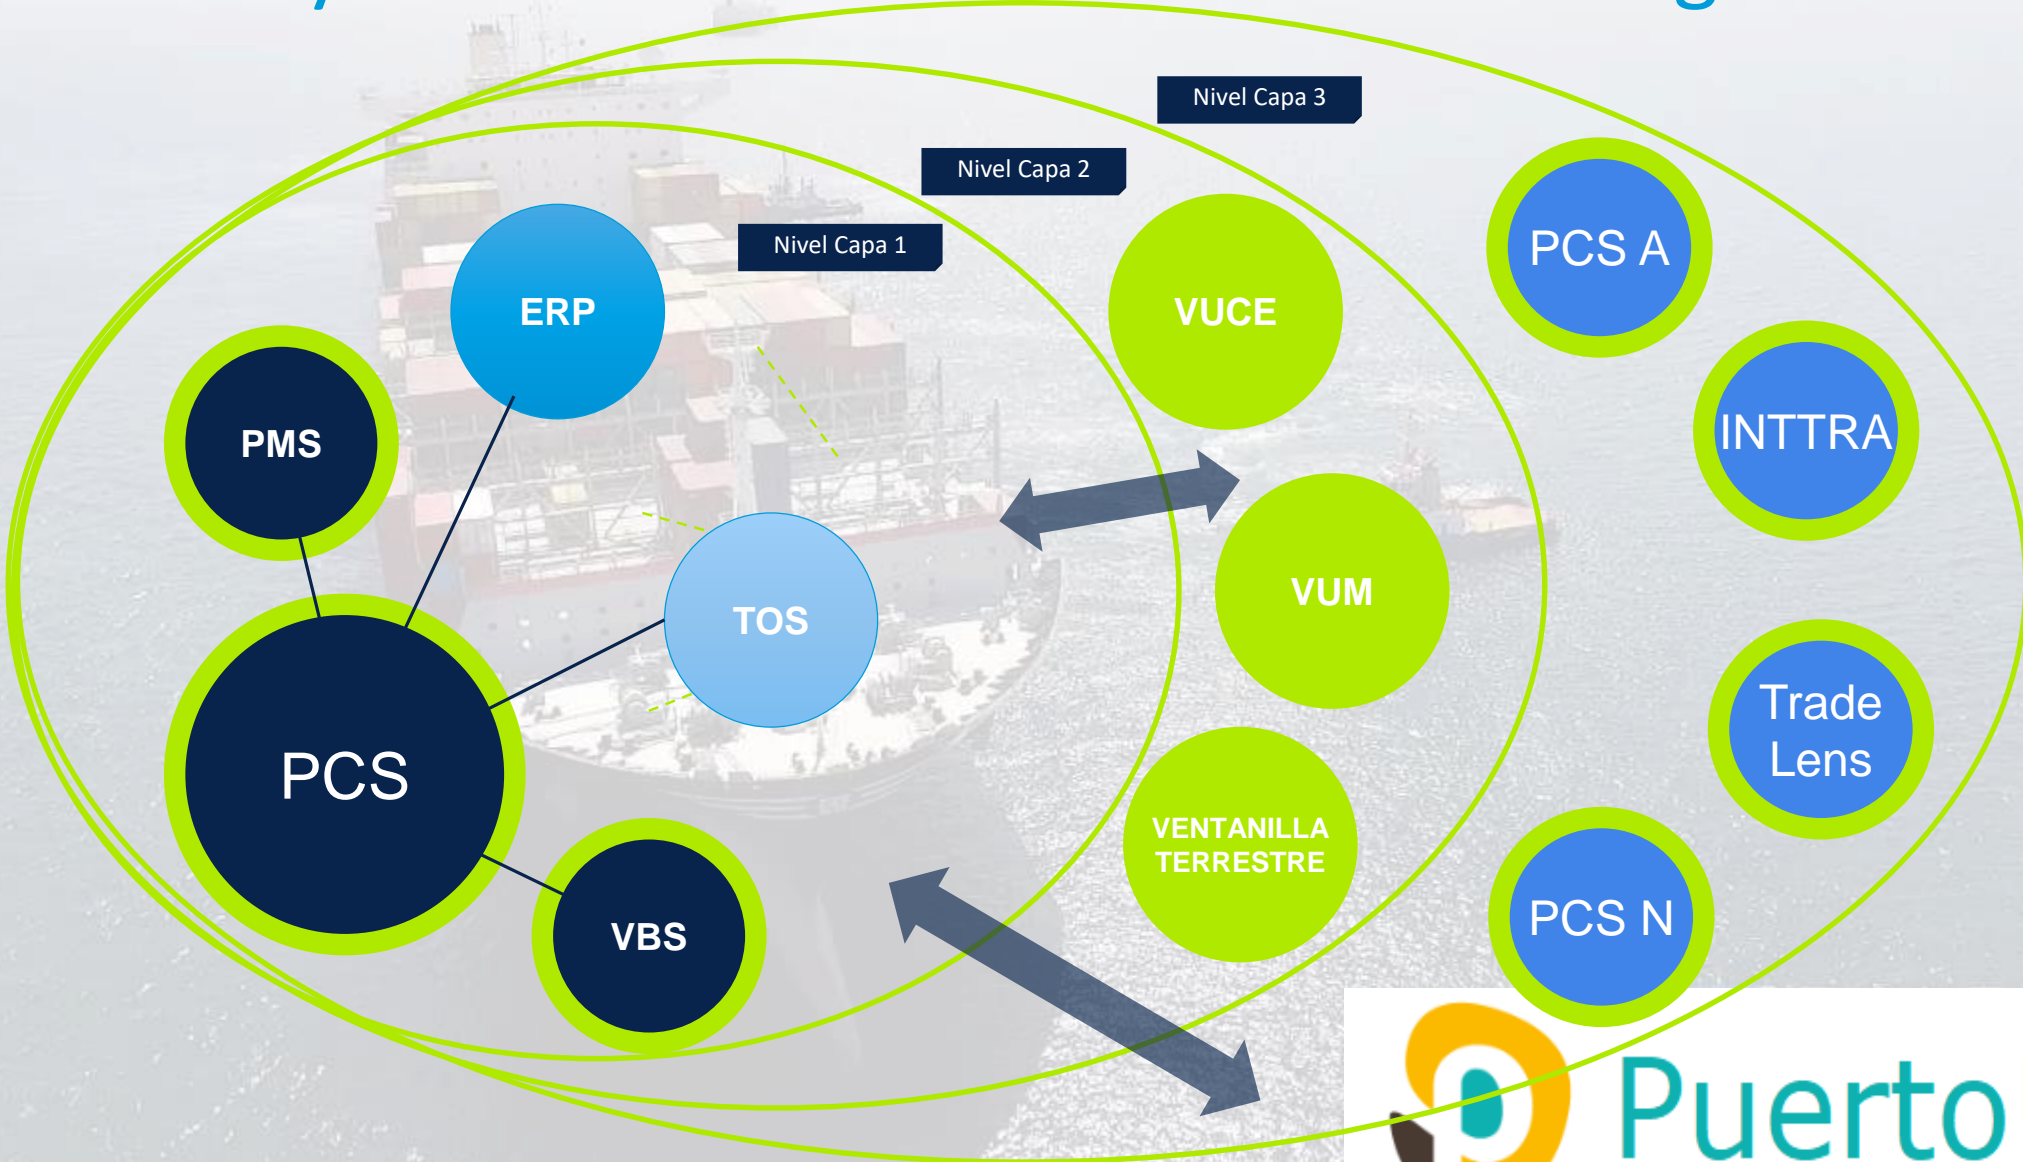 Nivel Capa 3
Nivel Capa 2
Nivel Capa 1
ERP
VUCE
PCS A
PMS
INTTRA
TOS
VUM
Trade
Lens
PCS
VENTANILLA
TERRESTRE
VBS
PCS N
Puerto